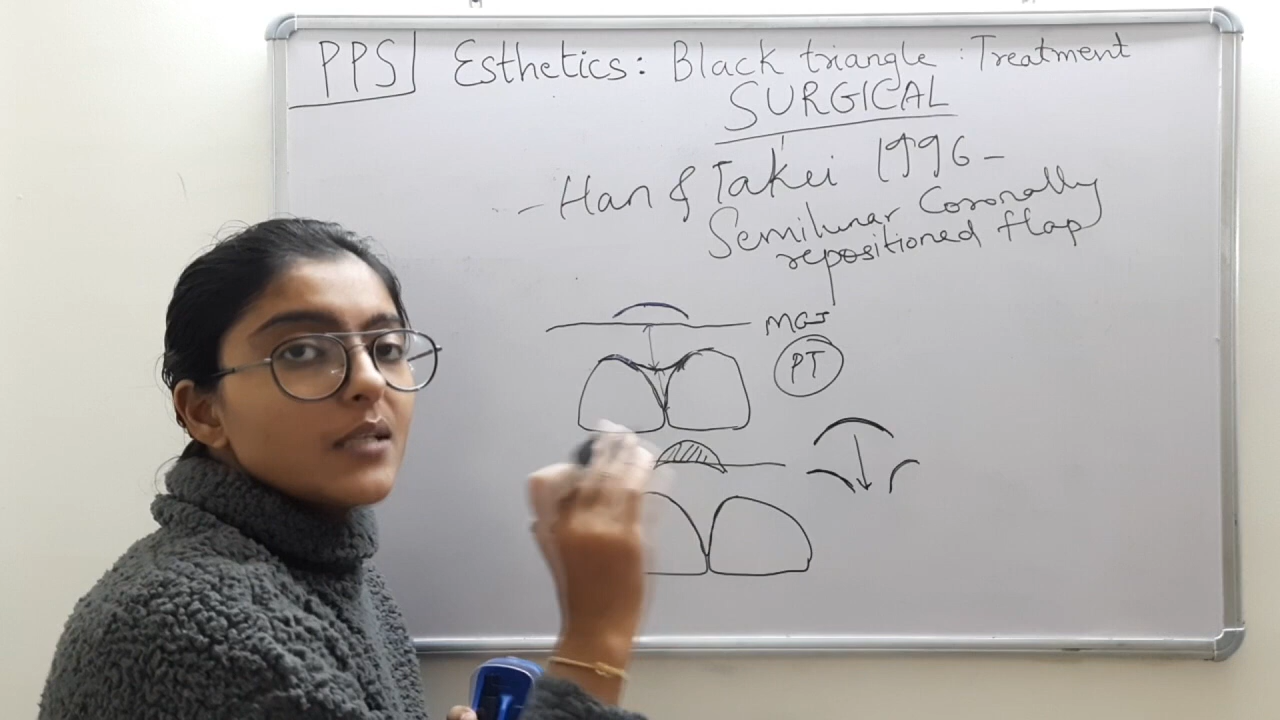 PPS Esthetics: Black triangle: Treatment
SURGICAL
- Han & Takei 1996 -
Semilunar Coronally
repositioned flap
MGJ
PT